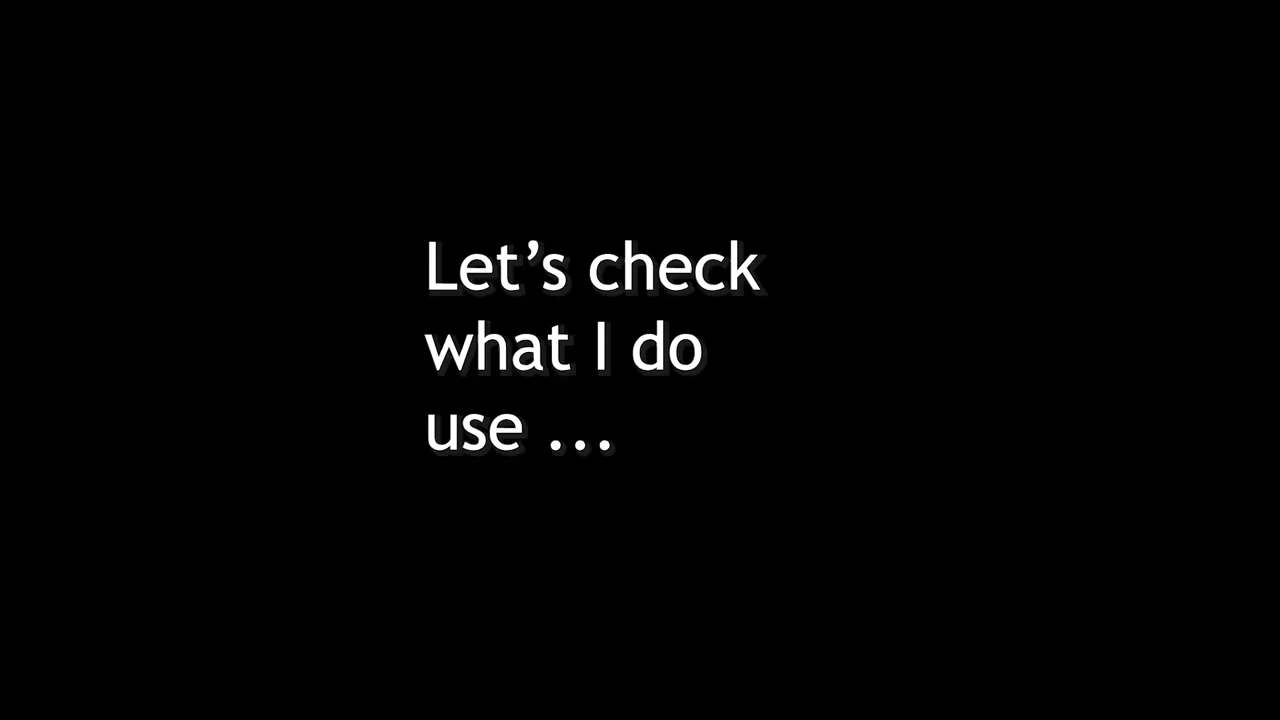 Let’s check
what I do
use ...